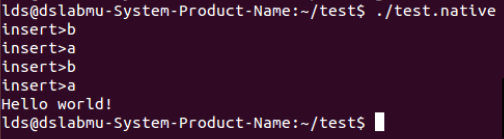 lds@dslabmu-System-Product-Name:~/test$ ./test.native
insert>b
insert>a
insert>b
insert>a
Hello world!
lds@dslabmu-System-Product-Name:~/test$